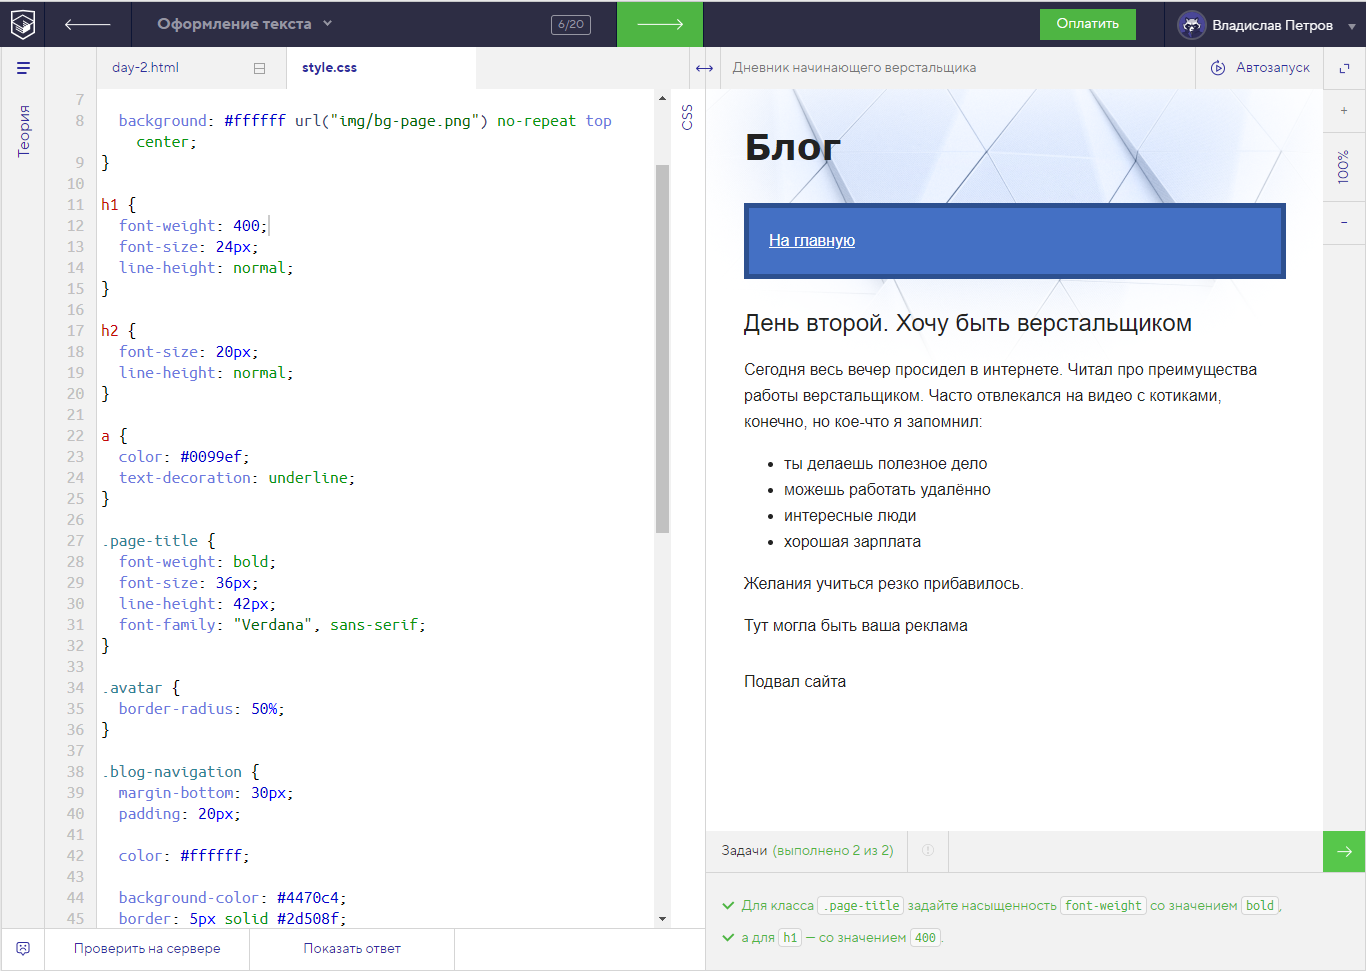 Оформление текста
6/20
Оплатить
Владислав Петров
Теория
day-2.html
style.css
7
8 background: #ffffff url("img/bg-page.png") no-repeat top
center;
9 }
10
11 h1 {
12 font-weight: 400;
13 font-size: 24px;
14 line-height: normal;
15 }
16
17 h2 {
18 font-size: 20px;
19 line-height: normal;
20 }
21
22 a {
23 color: #0099ef;
24 text-decoration: underline;
25 }
26
27 .page-title {
28 font-weight: bold;
29 font-size: 36px;
30 line-height: 42px;
31 font-family: "Verdana", sans-serif;
32 }
33
34 .avatar {
35 border-radius: 50%;
36 }
37
38 .blog-navigation {
39 margin-bottom: 30px;
40 padding: 20px;
41
42 color: #ffffff;
43
44 background-color: #4470c4;
45 border: 5px solid #2d508f;
Проверить на сервере
Показать ответ
CSS
Дневник начинающего верстальщика
Автозапуск
+
100%
−
Блог
На главную
День второй. Хочу быть верстальщиком
Сегодня весь вечер просидел в интернете. Читал про преимущества
работы верстальщиком. Часто отвлекался на видео с котиками,
конечно, но кое-что я запомнил:
• ты делаешь полезное дело
• можешь работать удалённо
• интересные люди
• хорошая зарплата
Желания учиться резко прибавилось.
Тут могла быть ваша реклама
Подвал сайта
Задачи (выполнено 2 из 2)
Для класса .page-title задайте насыщенность font-weight со значением bold,
а для h1 — со значением 400.